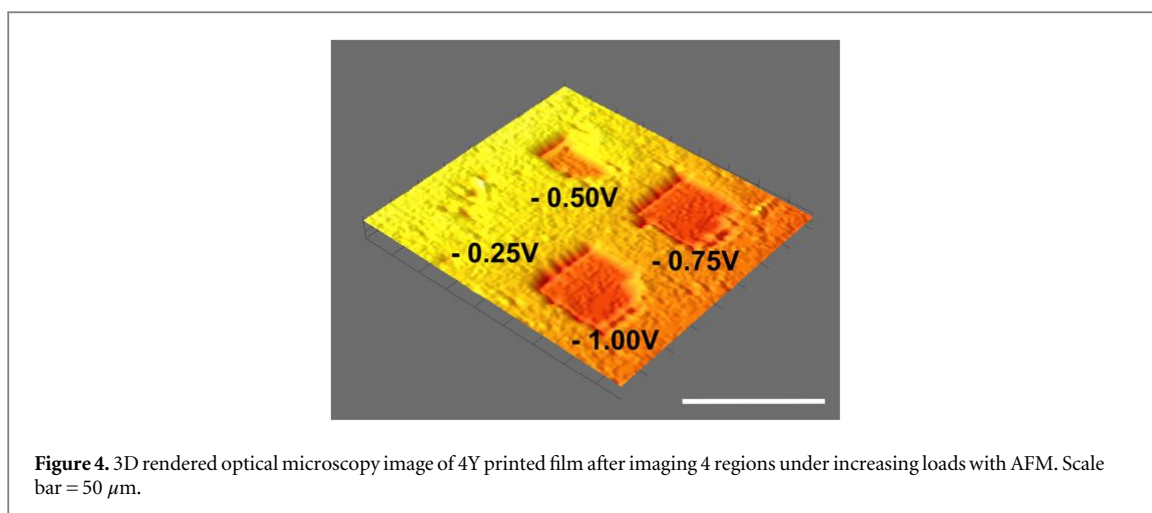 - 0.50V
- 0.25V
- 0.75V
- 1.00V
Figure 4. 3D rendered optical microscopy image of 4Y printed film after imaging 4 regions under increasing loads with AFM. Scale
bar = 50 μm.